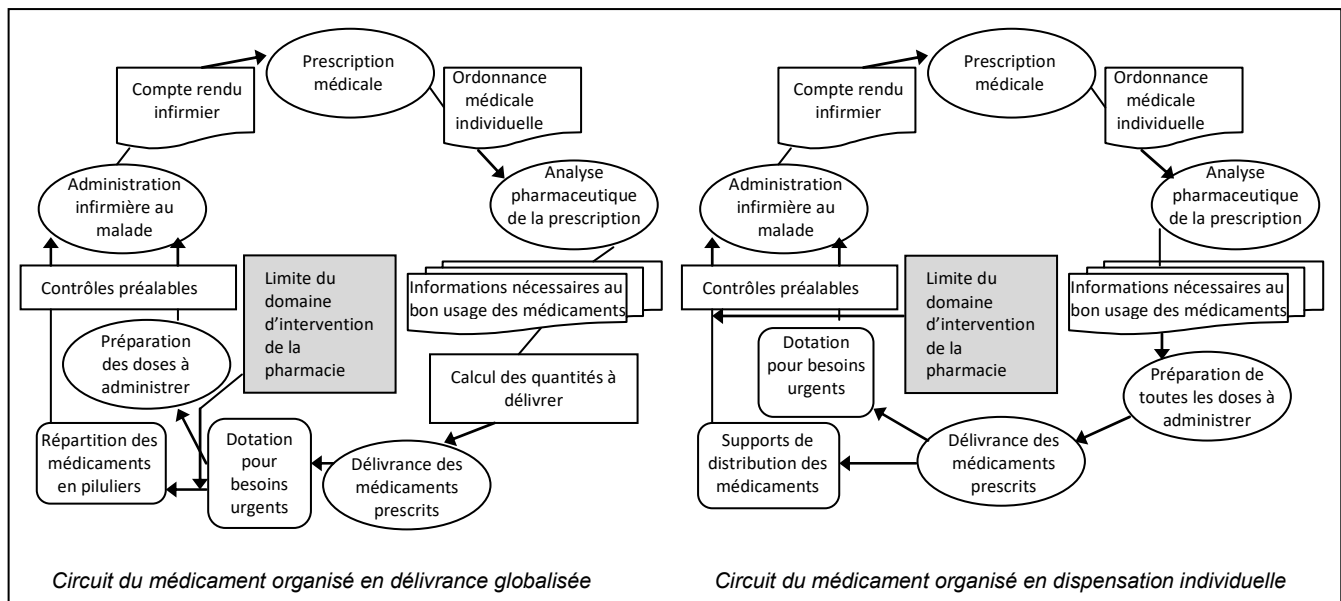 Prescription
médicale
Compte rendu
infirmier
Ordonnance
médicale
individuelle
Administration
infirmière au
malade
Analyse
pharmaceutique
de la prescription
Contrôles préalables
Limite du
domaine
d'intervention
de la
pharmacie
Informations nécessaires au
bon usage des médicaments
Préparation
des doses à
administrer
Calcul des quantités à
délivrer
Répartition des
médicaments
en piluliers
Dotation
pour
besoins
urgents
Délivrance des
médicaments
prescrits
Circuit du médicament organisé en délivrance globalisée
Prescription
médicale
Compte rendu
infirmier
Ordonnance
médicale
individuelle
Administration
infirmière au
malade
Analyse
pharmaceutique
de la prescription
Contrôles préalables
Limite du
domaine
d'intervention
de la
pharmacie
Informations nécessaires au
bon usage des médicaments
Dotation
pour besoins
urgents
Préparation de
toutes les doses à
administrer
Supports de
distribution des
médicaments
Délivrance des
médicaments
prescrits
Circuit du médicament organisé en dispensation individuelle